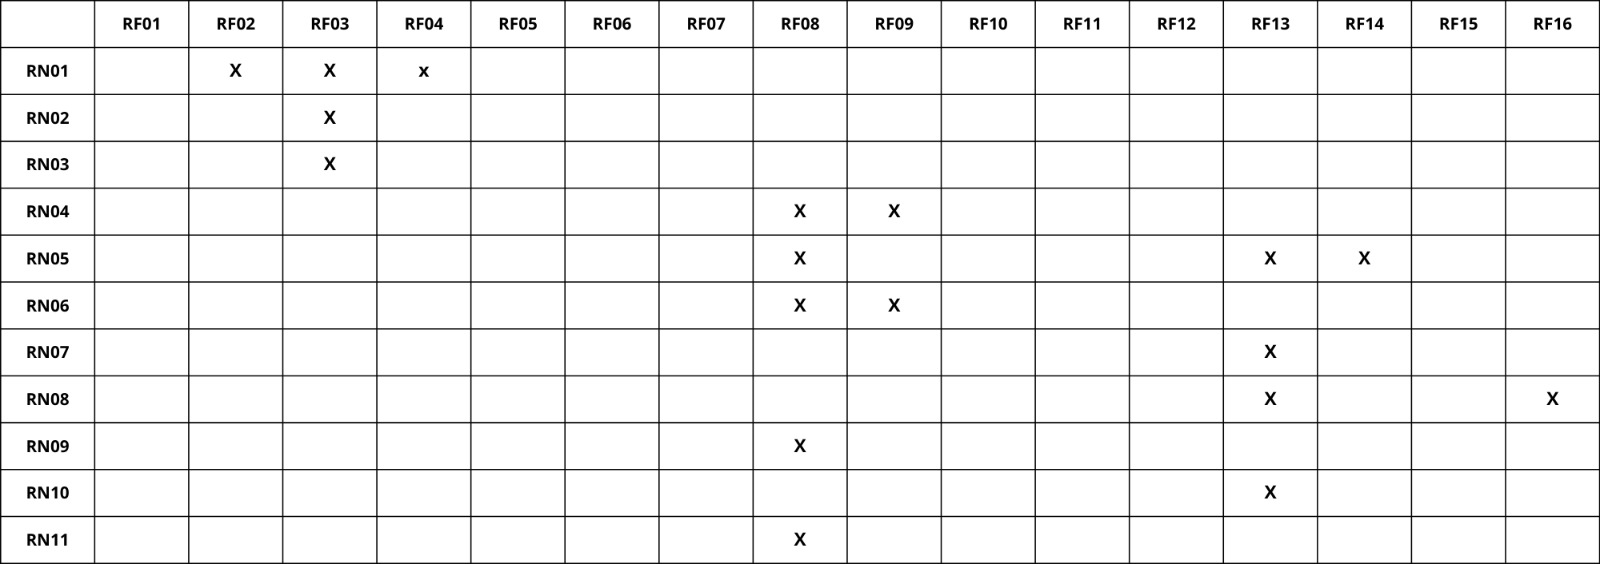 RF01 RF02 RF03 RF04 RF05 RF06 RF07 RF08 RF09 RF10 RF11 RF12 RF13 RF14 RF15 RF16
RN01 X X x
RN02 X
RN03 X
RN04 X X
RN05 X X X
RN06 X X
RN07 X
RN08 X X
RN09 X
RN10 X
RN11 X